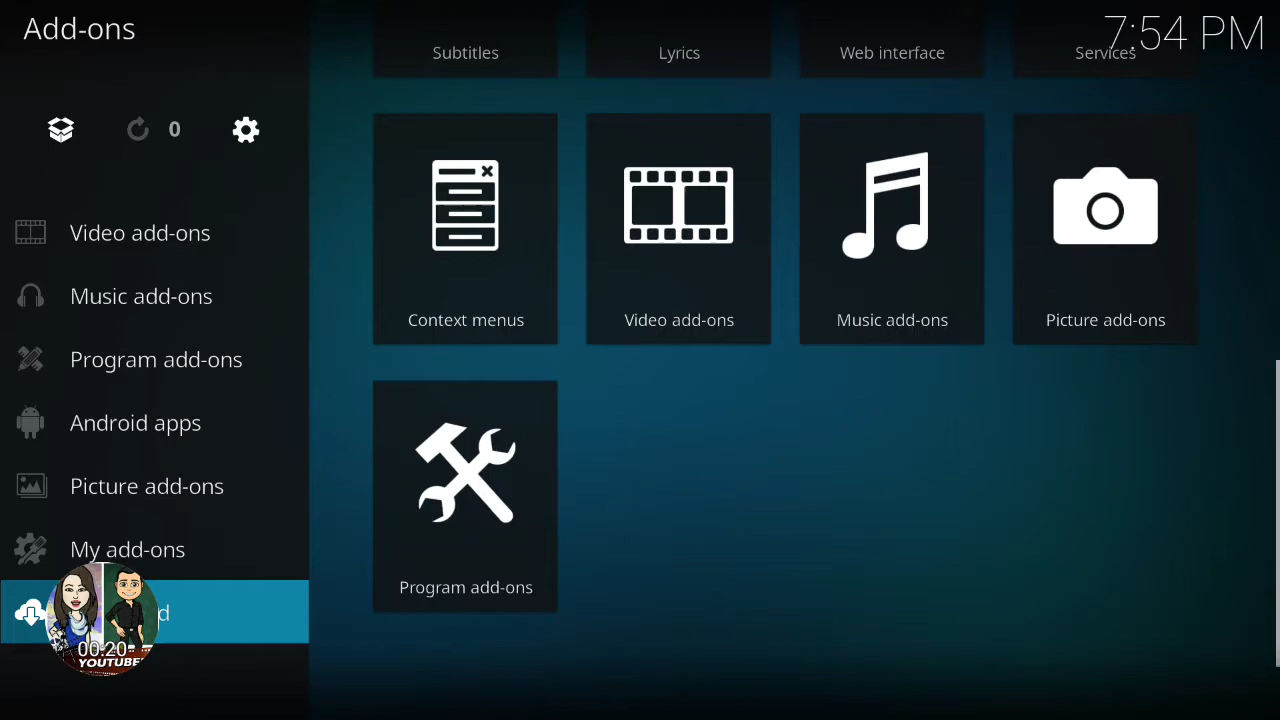 Add-ons
7:54 PM
Subtitles
Lyrics
Web interface
Services
0
Video add-ons
Music add-ons
Program add-ons
Android apps
Picture add-ons
My add-ons
Context menus
Video add-ons
Music add-ons
Picture add-ons
Program add-ons
00:20
YOUTUBE